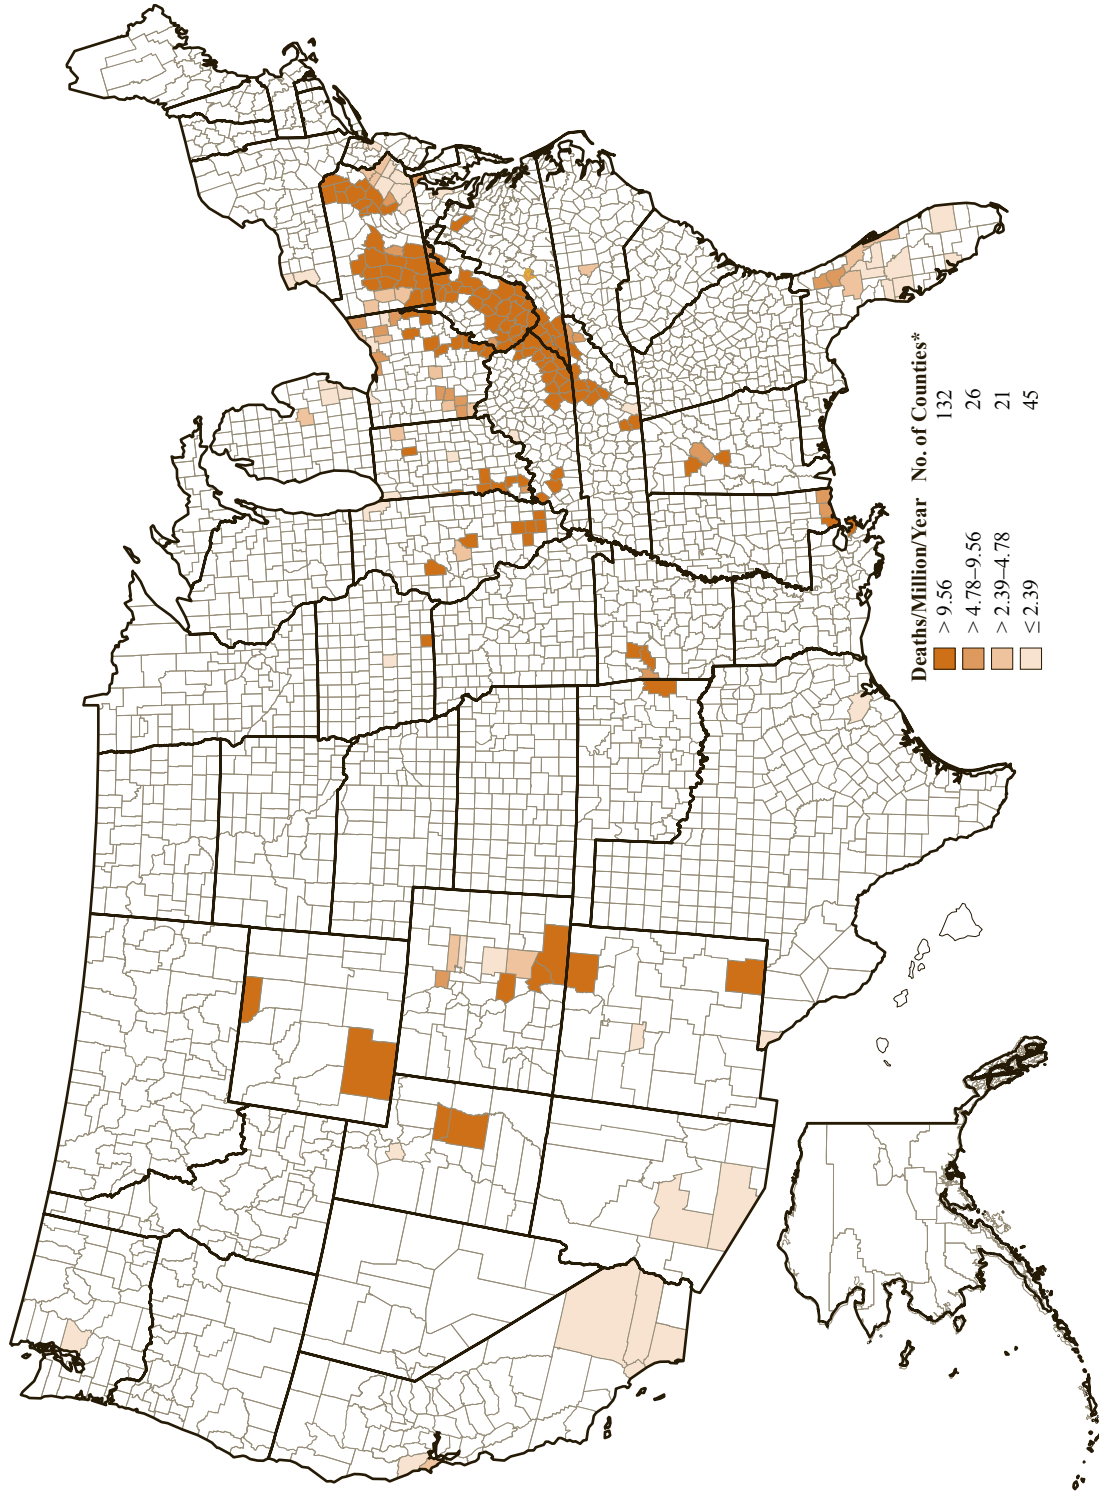 Deaths/Million/Year No. of Counties*
> 9.56 132
> 4.78–9.56 26
> 2.39–4.78 21
≤ 2.39 45